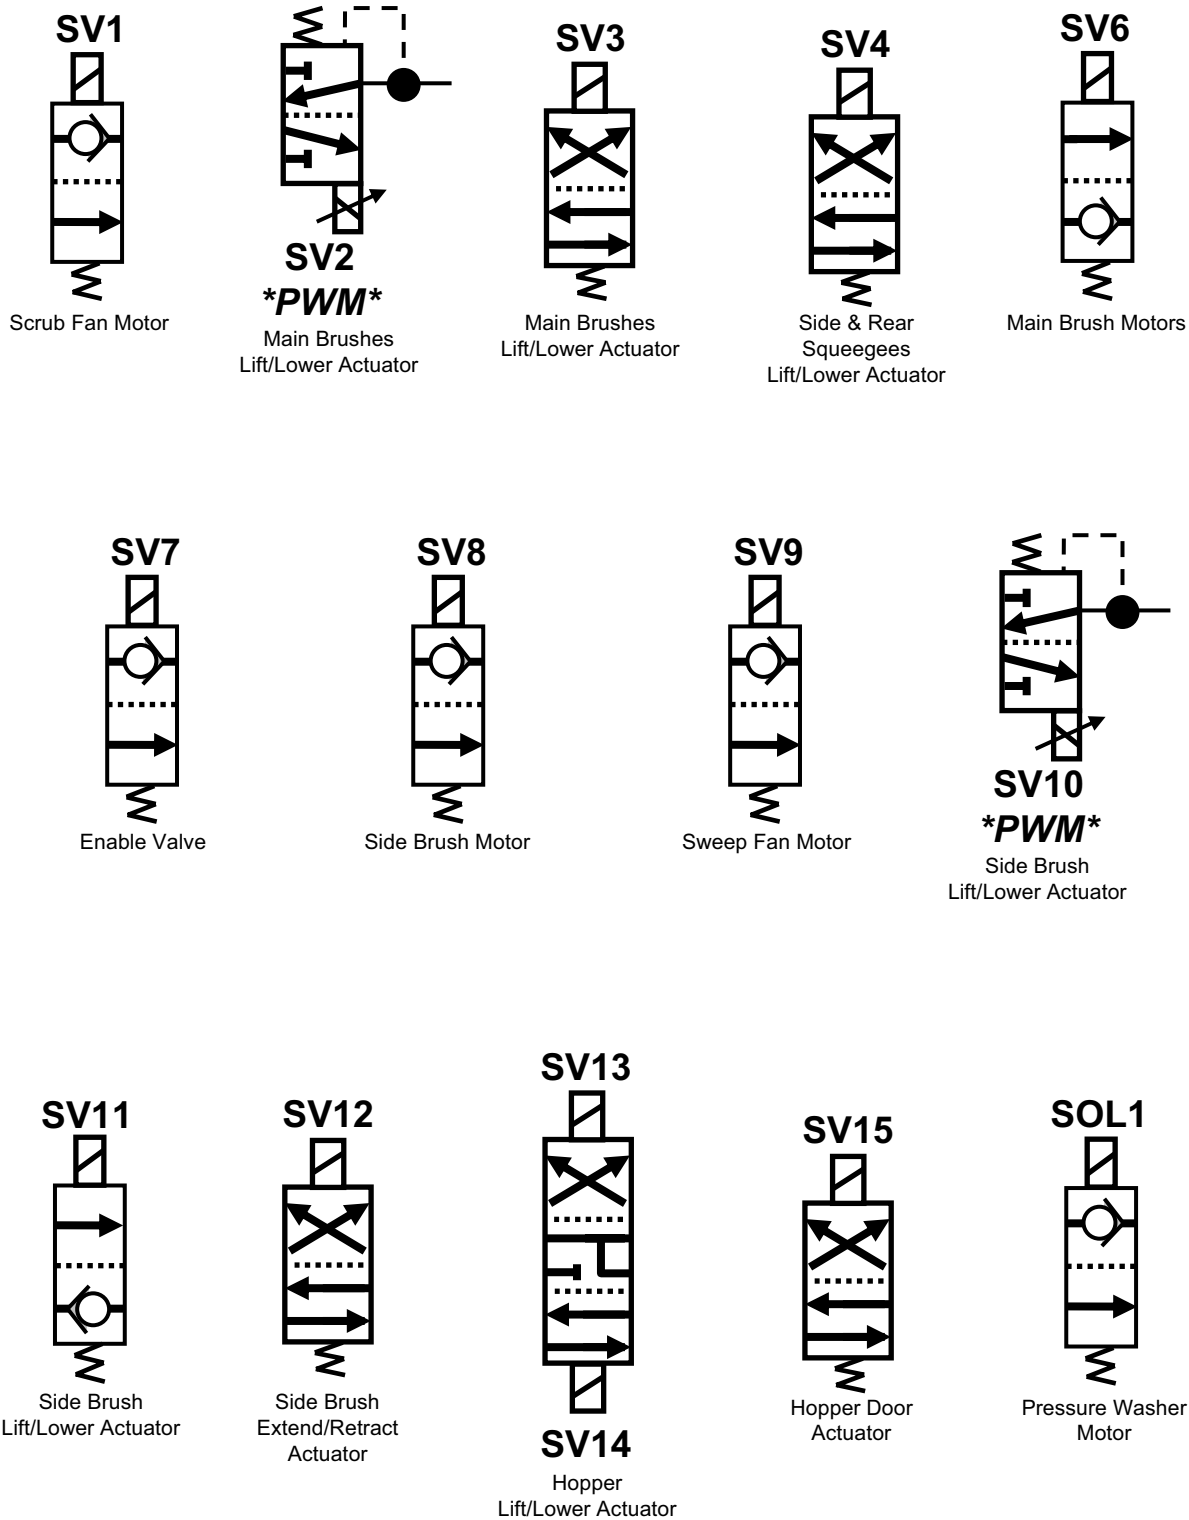 SV1
Scrub Fan Motor
SV2
*PWM*
Main Brushes
Lift/Lower Actuator
SV3
Main Brushes
Lift/Lower Actuator
SV4
Side & Rear
Squeegees
Lift/Lower Actuator
SV6
Main Brush Motors
SV7
Enable Valve
SV8
Side Brush Motor
SV9
Sweep Fan Motor
SV10
*PWM*
Side Brush
Lift/Lower Actuator
SV11
Side Brush
Lift/Lower Actuator
SV12
Side Brush
Extend/Retract
Actuator
SV13
SV14
Hopper
Lift/Lower Actuator
SV15
Hopper Door
Actuator
SOL1
Pressure Washer
Motor